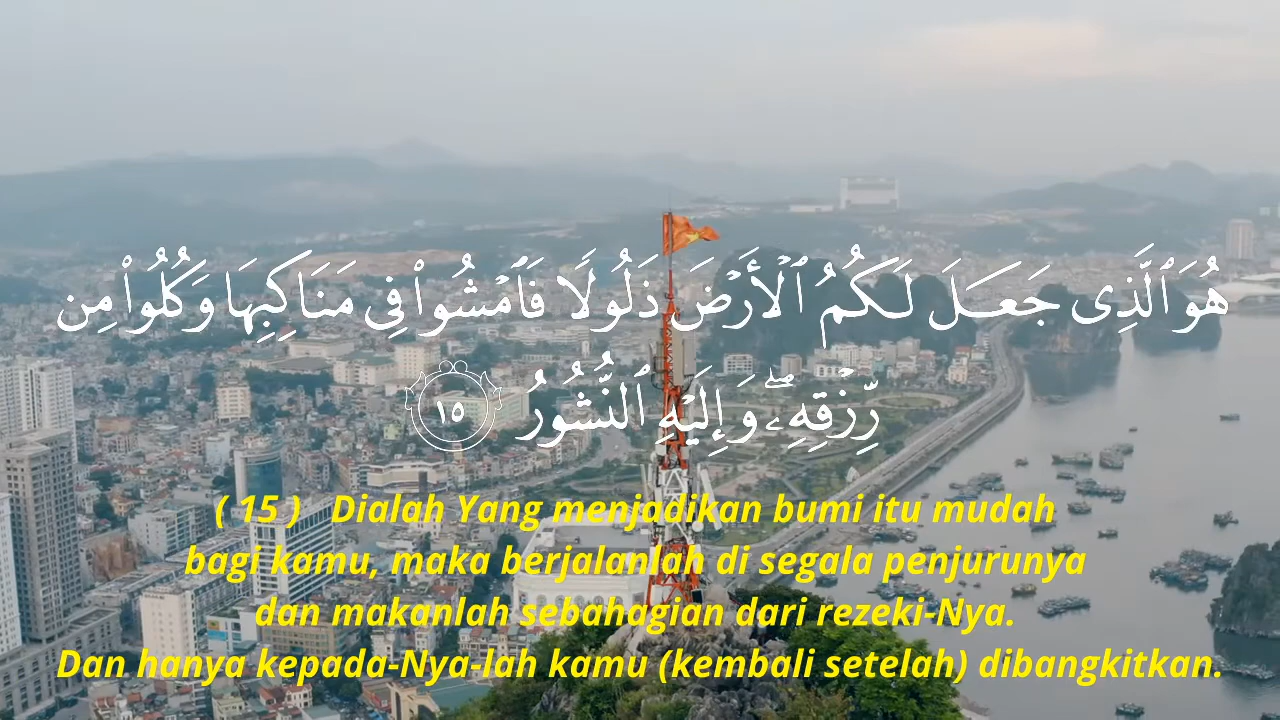 هُوَ ٱلَّذِى جَعَلَ لَكُمُ ٱلْأَرْضَ ذَلُولًا فَٱمْشُوا۟ فِى مَنَاكِبِهَا وَكُلُوا۟ مِن
رِّزْقِهِۦ ۖ وَإِلَيْهِ ٱلنُّشُورُ ١٥
( 15 ) Dialah Yang menjadikan bumi itu mudah
bagi kamu, maka berjalanlah di segala penjurunya
dan makanlah sebahagian dari rezeki-Nya.
Dan hanya kepada-Nya-lah kamu (kembali setelah) dibangkitkan.